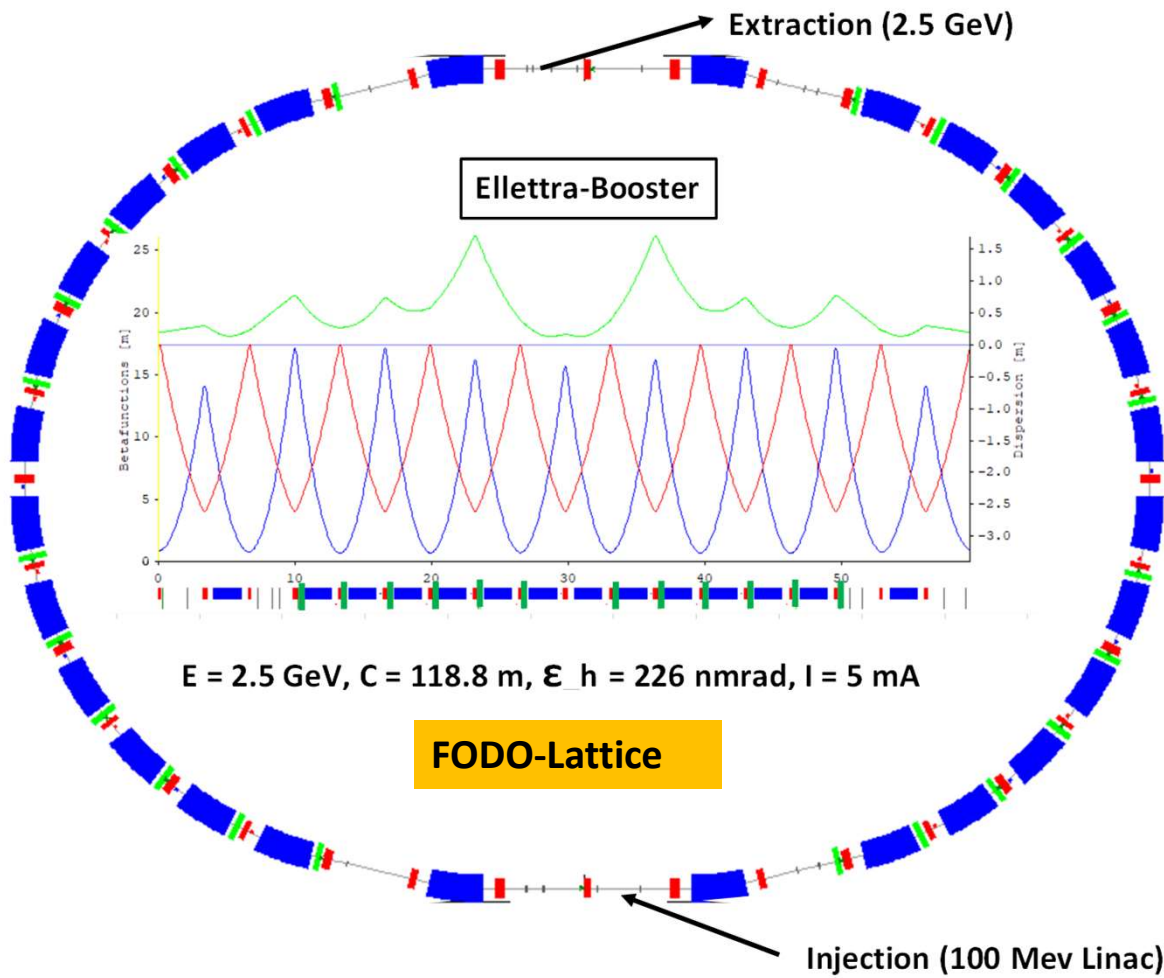 Extraction (2.5 GeV)
Ellettra-Booster
25
20
15
10
5
0
Betafunctions [m]
1.5
1.0
0.5
0.0
-0.5
-1.0
-1.5
-2.0
-2.5
-3.0
Dispersion [m]
0 10 20 30 40 50
E = 2.5 GeV, C = 118.8 m, ε_h = 226 nmrad, I = 5 mA
FODO-Lattice
Injection (100 Mev Linac)